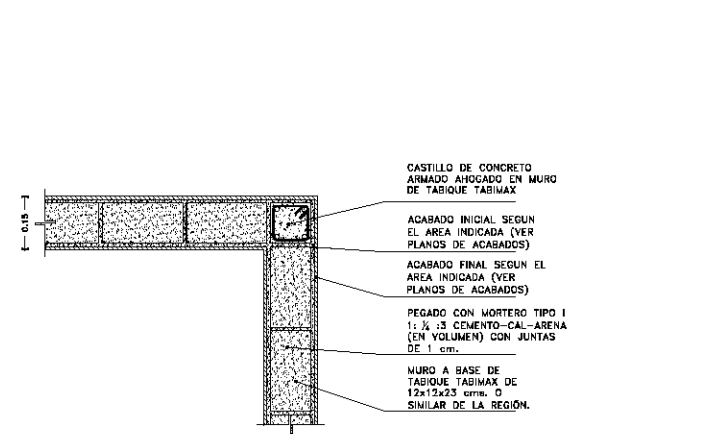 CASTILLO DE CONCRETO
ARMADO AHOGADO EN MURO
DE TABIQUE TABIMAX
0.15
ACABADO INICIAL SEGUN
EL AREA INDICADA (VER
PLANOS DE ACABADOS)
ACABADO FINAL SEGUN EL
AREA INDICADA (VER
PLANOS DE ACABADOS)
PEGADO CON MORTERO TIPO I
1: ¼ :3 CEMENTO-CAL-ARENA
(EN VOLUMEN) CON JUNTAS
DE 1 cm.
MURO A BASE DE
TABIQUE TABIMAX DE
12x12x23 cms. O
SIMILAR DE LA REGIÓN.